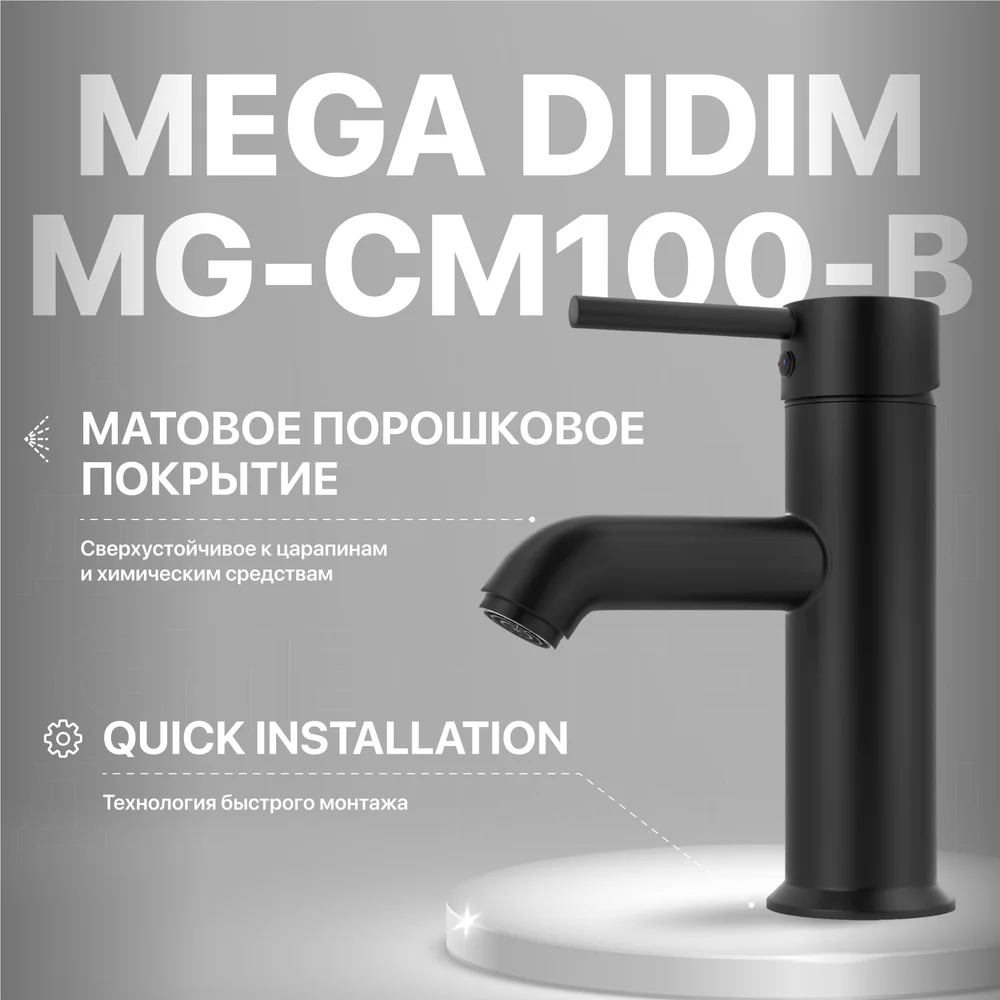 MEGA DIDIM
MG-CM100-B
МАТОВОЕ ПОРОШКОВОЕ
ПОКРЫТИЕ
Сверхустойчивое к царапинам
и химическим средствам
QUICK INSTALLATION
Технология быстрого монтажа